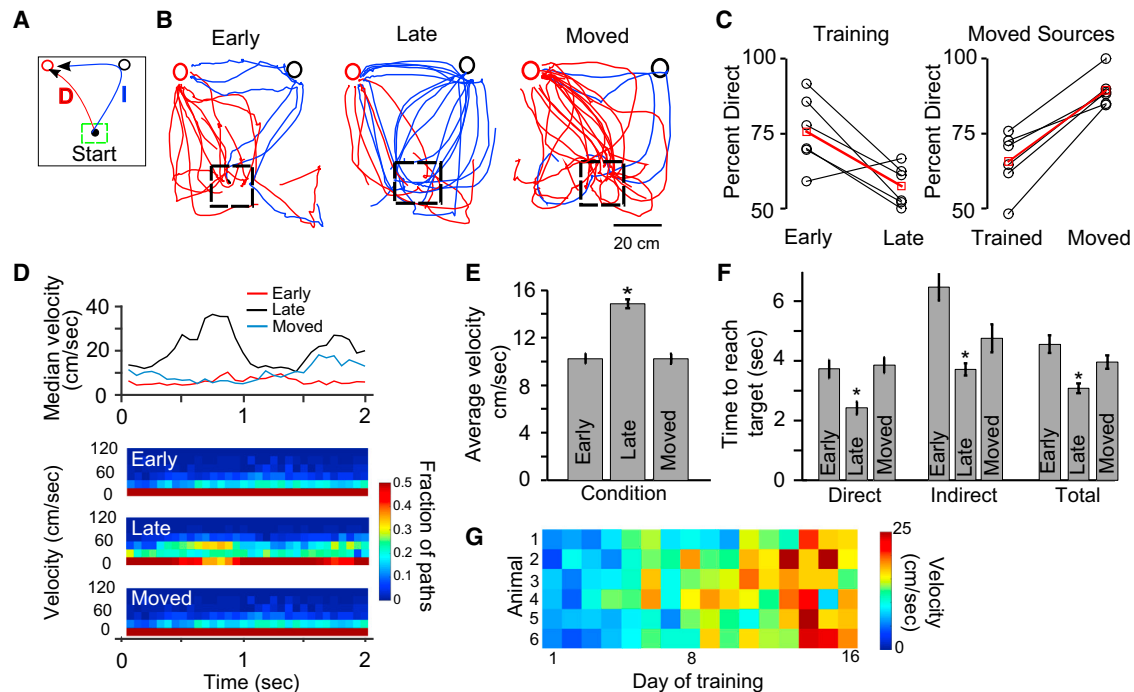 A
D
I
Start
B
Early
Late
Moved
20 cm
C
Training
Moved Sources
Percent Direct
100
75
50
Early
Late
Percent Direct
100
75
50
Trained
Moved
D
Median velocity
(cm/sec)
40
20
0
Early
Late
Moved
0
1
2
Velocity (cm/sec)
120
60
0
Early
120
60
0
Late
120
60
0
Moved
0
1
2
Time (sec)
0.5
0.4
0.3
0.2
0.1
0
Fraction of paths
E
Average velocity
cm/sec
16
12
8
4
0
*
Early
Late
Moved
Condition
F
Time to reach
target (sec)
6
4
2
0
Early
*
Late
Moved
Early
*
Late
Moved
Early
*
Late
Moved
Direct
Indirect
Total
G
Animal
1
2
3
4
5
6
1
8
16
Day of training
25
0
Velocity
(cm/sec)